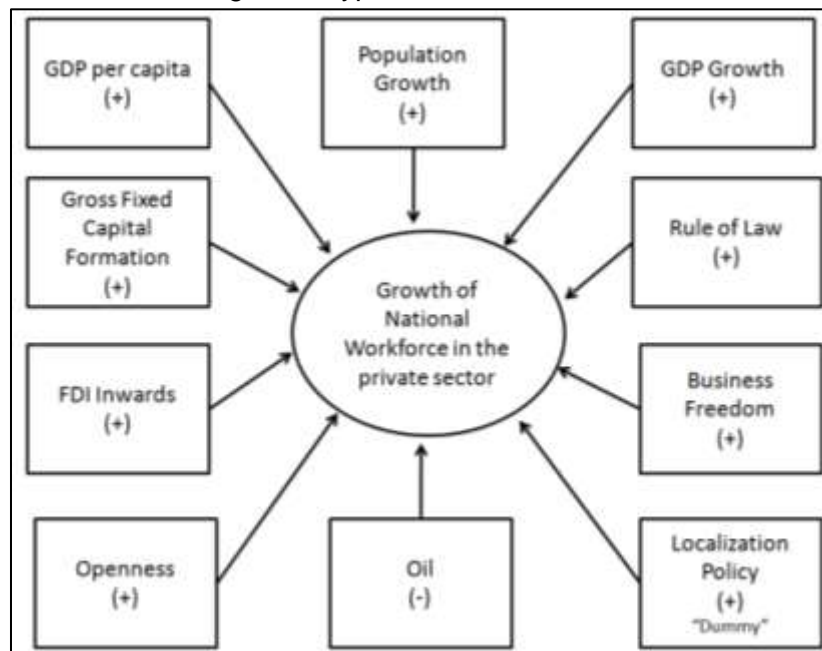 GDP per capita
(+)
Population
Growth
(+)
GDP Growth
(+)
Gross Fixed
Capital
Formation
(+)
Rule of Law
(+)
Growth of
National
Workforce in the
private sector
FDI Inwards
(+)
Business
Freedom
(+)
Openness
(+)
Oil
(-)
Localization
Policy
(+)
"Dummy"